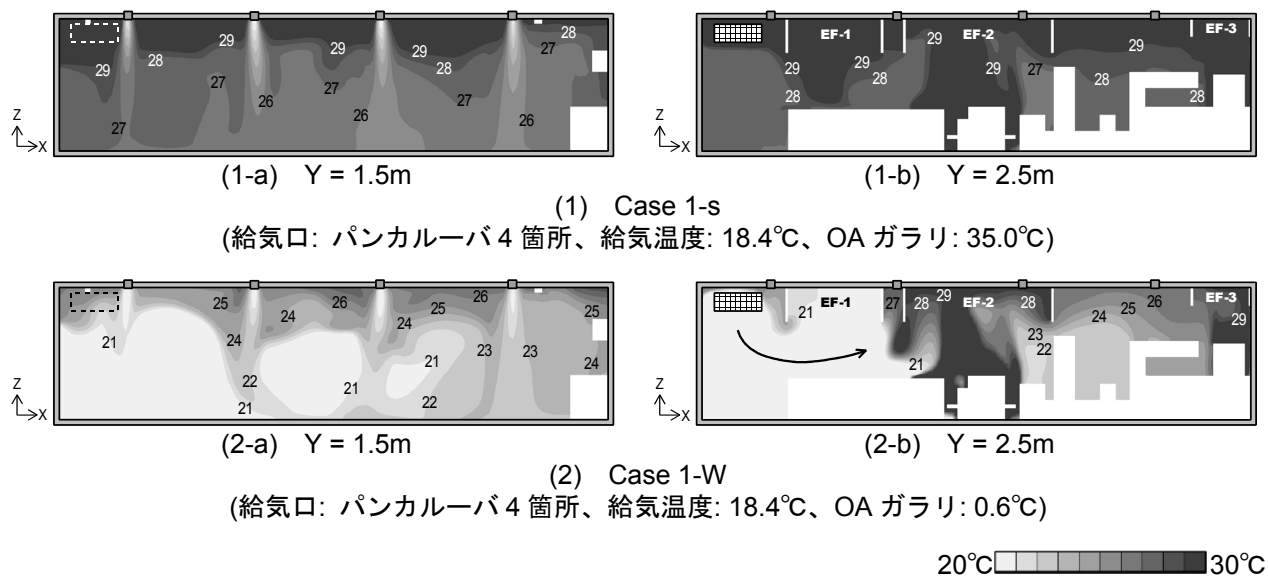 29 28 29 27 29 28 27 27 28
29 27 26 26 27 26
27
Z
X
(1-a) Y = 1.5m
EF-1 EF-2 EF-3
29 29 29 29 28 29 27 29 28 28 28
Z
X
(1-b) Y = 2.5m
(1) Case 1-s
(給気口: パンカルーバ 4 箇所、給気温度: 18.4℃、OA ガラリ: 35.0℃)
25 26 26 25 25
24 24 24
21 21 23 23 24
22 21 22
21
Z
X
(2-a) Y = 1.5m
EF-1 EF-2 EF-3
21 27 28 29 28 24 25 26 29
23
22
21
Z
X
(2-b) Y = 2.5m
(2) Case 1-W
(給気口: パンカルーバ 4 箇所、給気温度: 18.4℃、OA ガラリ: 0.6℃)
20℃ 30℃